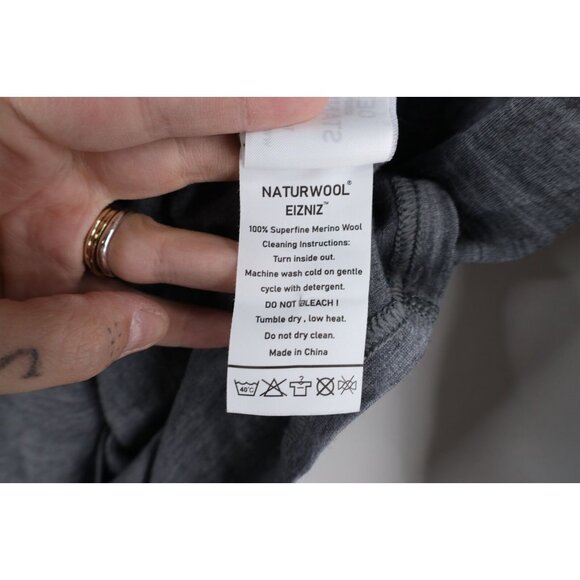 NATURWOOL®
EIZNIZ™
100% Superfine Merino Wool
Cleaning Instructions:
Turn inside out.
Machine wash cold on gentle
cycle with detergent.
DO NOT BLEACH !
Tumble dry , low heat.
Do not dry clean.
Made in China
40°C